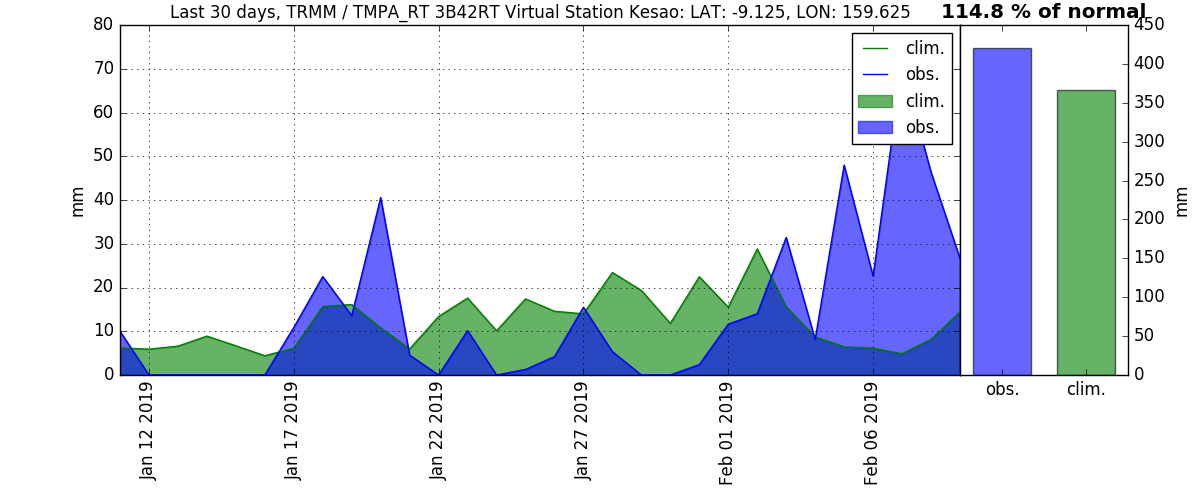 Last 30 days, TRMM / TMPA_RT 3B42RT Virtual Station Kesao: LAT: -9.125, LON: 159.625
114.8 % of normal
80
70
60
50
40
30
20
10
0
mm
clim.
obs.
clim.
obs.
450
400
350
300
250
200
150
100
50
0
mm
obs.
clim.
Jan 12 2019
Jan 17 2019
Jan 22 2019
Jan 27 2019
Feb 01 2019
Feb 06 2019